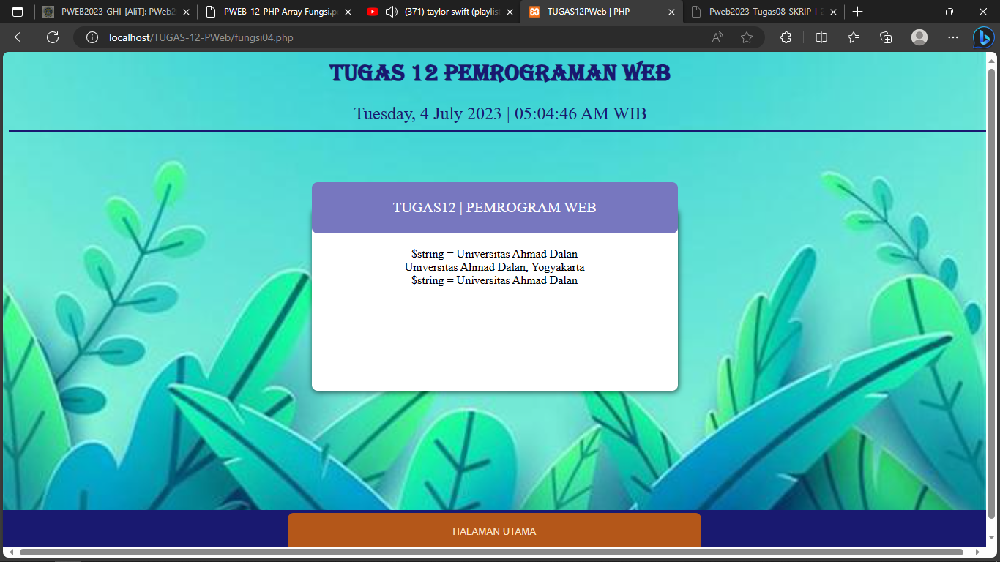 PWEB2023-GHI-[AliT]: PWeb2
PWEB-12-PHP Array Fungsi.p
(371) taylor swift (playlis
TUGAS12PWeb | PHP
Pweb2023-Tugas08-SKRIP-I-2
localhost/TUGAS-12-PWeb/fungsi04.php
TUGAS 12 PEMROGRAMAN WEB
Tuesday, 4 July 2023 | 05:04:46 AM WIB
TUGAS12 | PEMROGRAM WEB
$string = Universitas Ahmad Dalan
Universitas Ahmad Dalan, Yogyakarta
$string = Universitas Ahmad Dalan
HALAMAN UTAMA